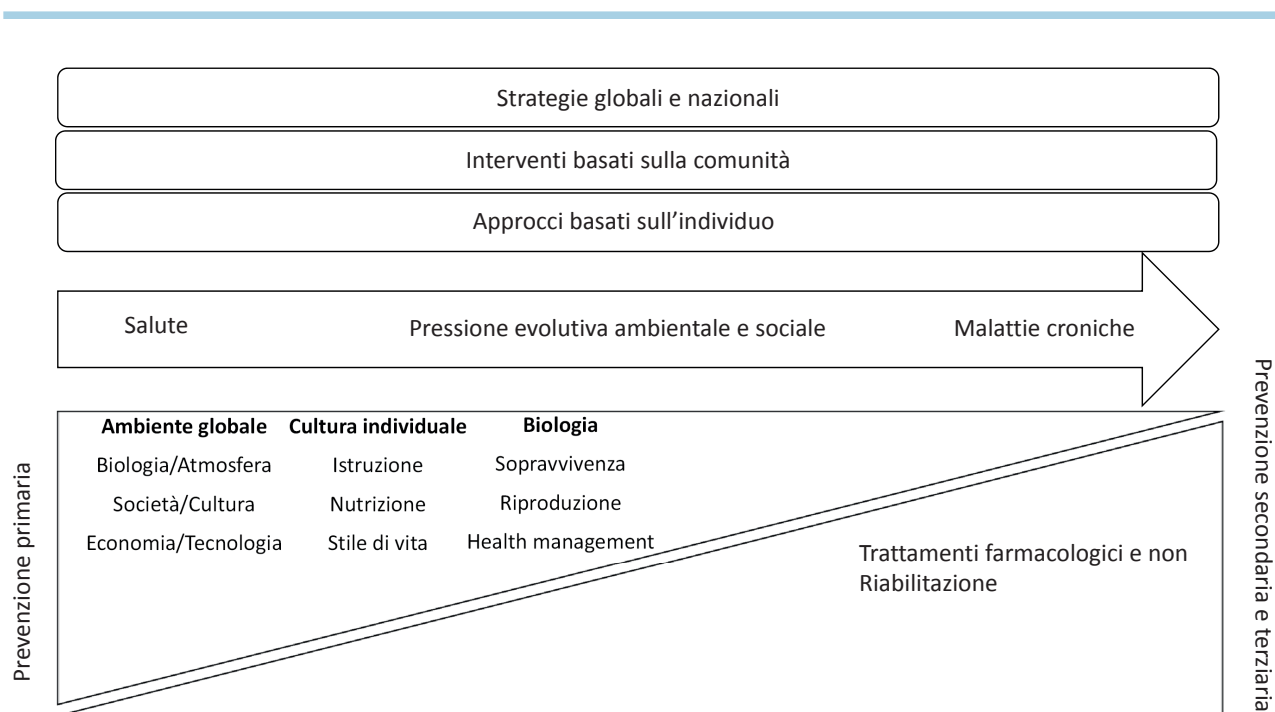 Strategie globali e nazionali
Interventi basati sulla comunità
Approcci basati sull'individuo
Salute
Pressione evolutiva ambientale e sociale
Malattie croniche
Prevenzione primaria
Ambiente globale
Biologia/Atmosfera
Società/Cultura
Economia/Tecnologia
Cultura individuale
Istruzione
Nutrizione
Stile di vita
Biologia
Sopravvivenza
Riproduzione
Health management
Trattamenti farmacologici e non
Riabilitazione
Prevenzione secondaria e terziaria